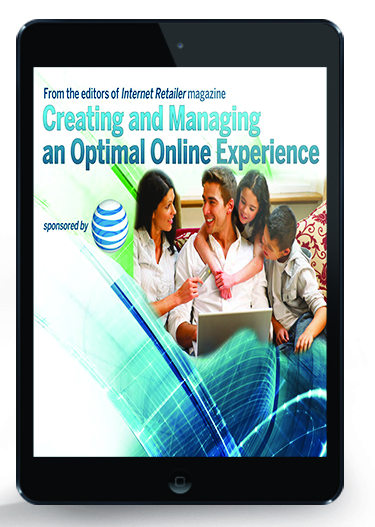 From the editors of Internet Retailer magazine
Creating and Managing
an Optimal Online Experience
sponsored by